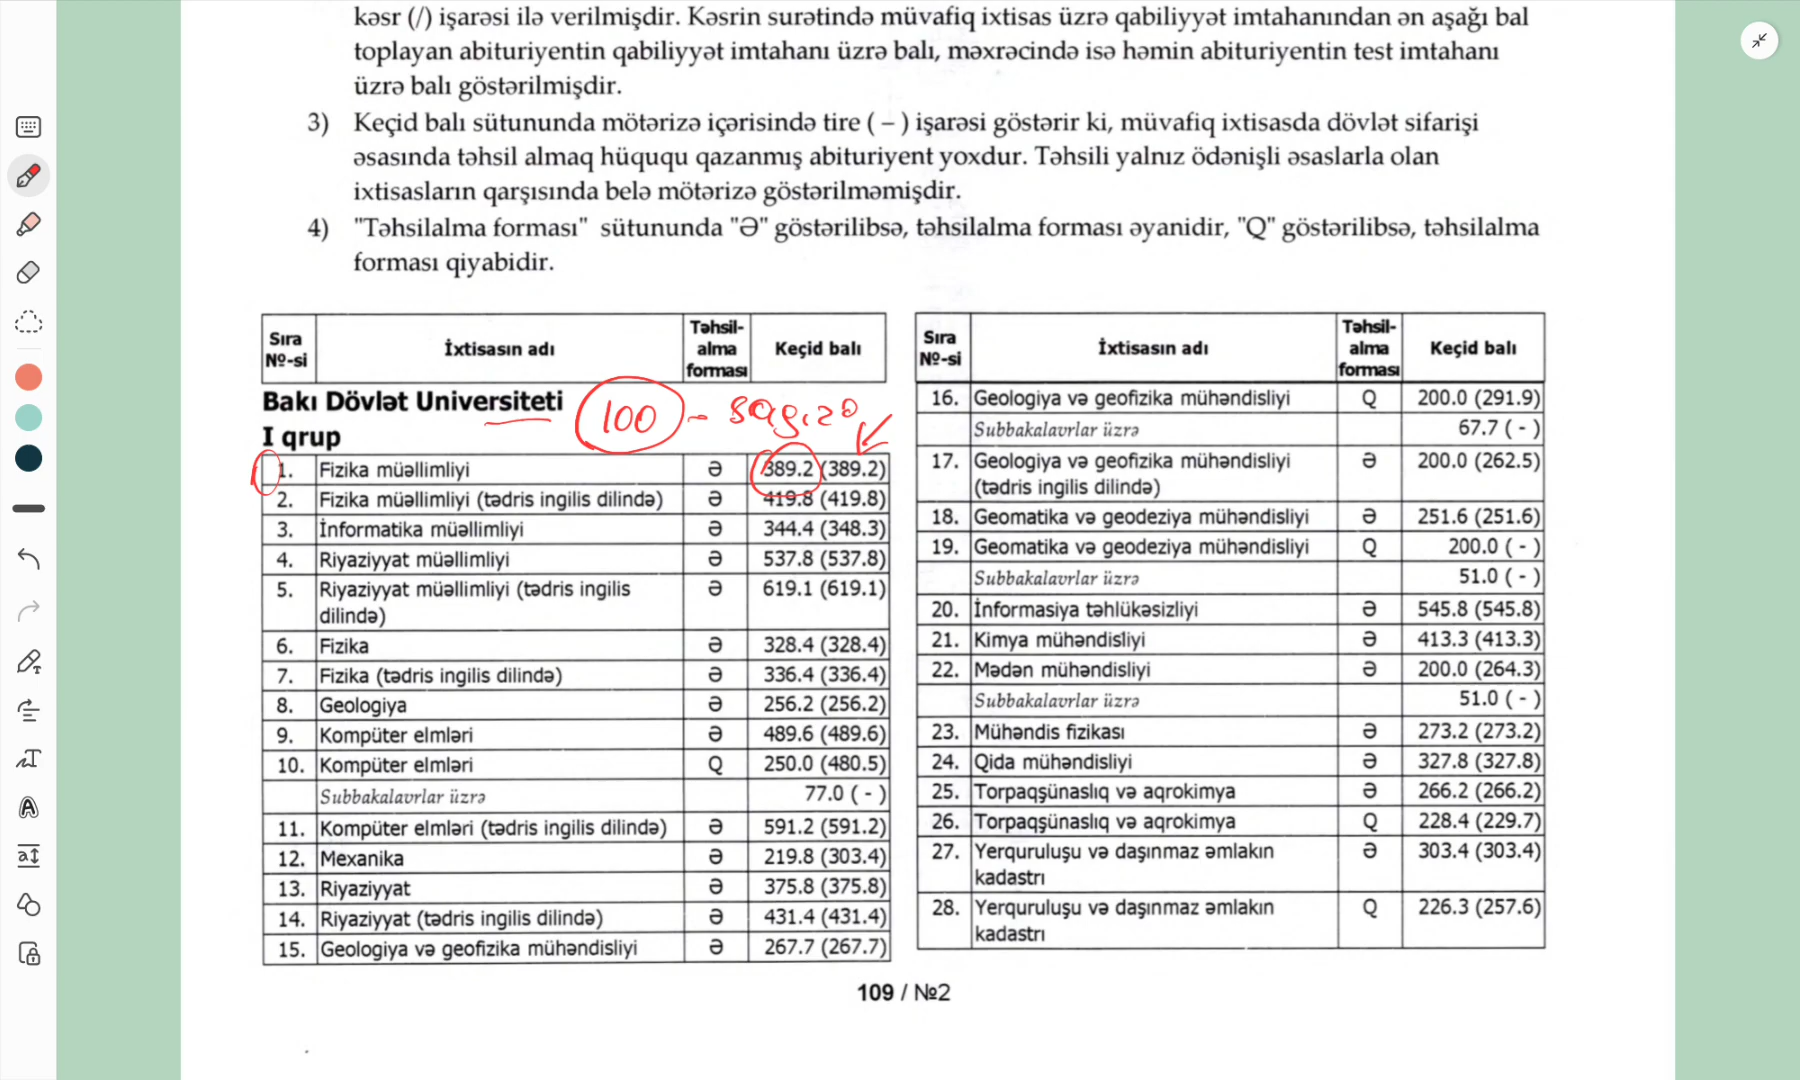 kəsr (/) işarəsi ilə verilmişdir. Kəsrin surətində müvafiq ixtisas üzrə qabiliyyət imtahanından ən aşağı bal
toplayan abituriyentin qabiliyyət imtahanı üzrə balı, məxrəcində isə həmin abituriyentin test imtahanı
üzrə balı göstərilmişdir.
3) Keçid balı sütununda mötərizə içərisində tire ( – ) işarəsi göstərir ki, müvafiq ixtisasda dövlət sifarişi
əsasında təhsil almaq hüququ qazanmış abituriyent yoxdur. Təhsili yalnız ödənişli əsaslarla olan
ixtisasların qarşısında belə mötərizə göstərilməmişdir.
4) "Təhsilalma forması" sütununda "Ə" göstərilibsə, təhsilalma forması əyanidir, "Q" göstərilibsə, təhsilalma
forması qiyabidir.
Sıra №-si İxtisasın adı Təhsil-alma forması Keçid balı
Bakı Dövlət Universiteti 100 -
I qrup
1. Fizika müəllimliyi Ə 389.2 (389.2)
2. Fizika müəllimliyi (tədris ingilis dilində) Ə 419.8 (419.8)
3. İnformatika müəllimliyi Ə 344.4 (348.3)
4. Riyaziyyat müəllimliyi Ə 537.8 (537.8)
5. Riyaziyyat müəllimliyi (tədris ingilis Ə 619.1 (619.1)
dilində)
6. Fizika Ə 328.4 (328.4)
7. Fizika (tədris ingilis dilində) Ə 336.4 (336.4)
8. Geologiya Ə 256.2 (256.2)
9. Kompüter elmləri Ə 489.6 (489.6)
10. Kompüter elmləri Q 250.0 (480.5)
Subbakalavrlar üzrə 77.0 ( - )
11. Kompüter elmləri (tədris ingilis dilində) Ə 591.2 (591.2)
12. Mexanika Ə 219.8 (303.4)
13. Riyaziyyat Ə 375.8 (375.8)
14. Riyaziyyat (tədris ingilis dilində) Ə 431.4 (431.4)
15. Geologiya və geofizika mühəndisliyi Ə 267.7 (267.7)
Sıra №-si İxtisasın adı Təhsil-alma forması Keçid balı
16. Geologiya və geofizika mühəndisliyi Q 200.0 (291.9)
Subbakalavrlar üzrə 67.7 ( - )
17. Geologiya və geofizika mühəndisliyi Ə 200.0 (262.5)
(tədris ingilis dilində)
18. Geomatika və geodeziya mühəndisliyi Ə 251.6 (251.6)
19. Geomatika və geodeziya mühəndisliyi Q 200.0 ( - )
Subbakalavrlar üzrə 51.0 ( - )
20. İnformasiya təhlükəsizliyi Ə 545.8 (545.8)
21. Kimya mühəndisliyi Ə 413.3 (413.3)
22. Mədən mühəndisliyi Ə 200.0 (264.3)
Subbakalavrlar üzrə 51.0 ( - )
23. Mühəndis fizikası Ə 273.2 (273.2)
24. Qida mühəndisliyi Ə 327.8 (327.8)
25. Torpaqşünaslıq və aqrokimya Ə 266.2 (266.2)
26. Torpaqşünaslıq və aqrokimya Q 228.4 (229.7)
27. Yerquruluşu və daşınmaz əmlakın Ə 303.4 (303.4)
kadastrı
28. Yerquruluşu və daşınmaz əmlakın Q 226.3 (257.6)
kadastrı
109 / №2